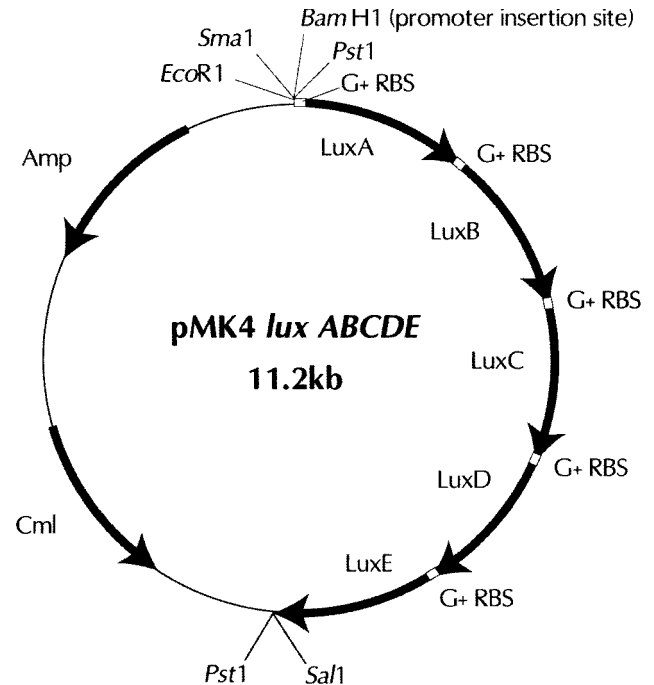 Bam H1 (promoter insertion site)
Sma1
Pst1
EcoR1
G+ RBS
LuxA
G+ RBS
Amp
LuxB
G+ RBS
pMK4 lux ABCDE
11.2kb
LuxC
G+ RBS
LuxD
Cml
LuxE
G+ RBS
Pst1
Sal1